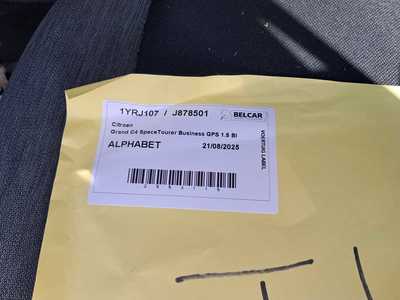 1YRJ107 / J878501 BELCAR
Citroen
Grand C4 SpaceTourer Business GPS 1.5 Bl
ALPHABET 21/08/2025
VOERTUIG LABEL